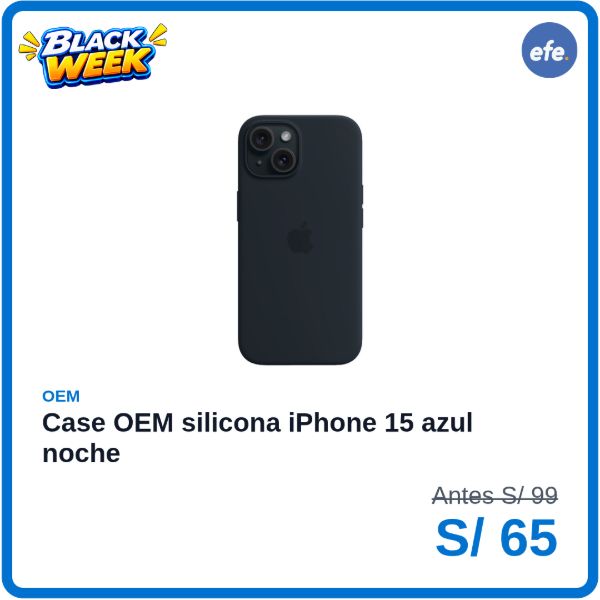 BLACK
WEEK
efe.
OEM
Case OEM silicona iPhone 15 azul
noche
Antes S/ 99
S/ 65